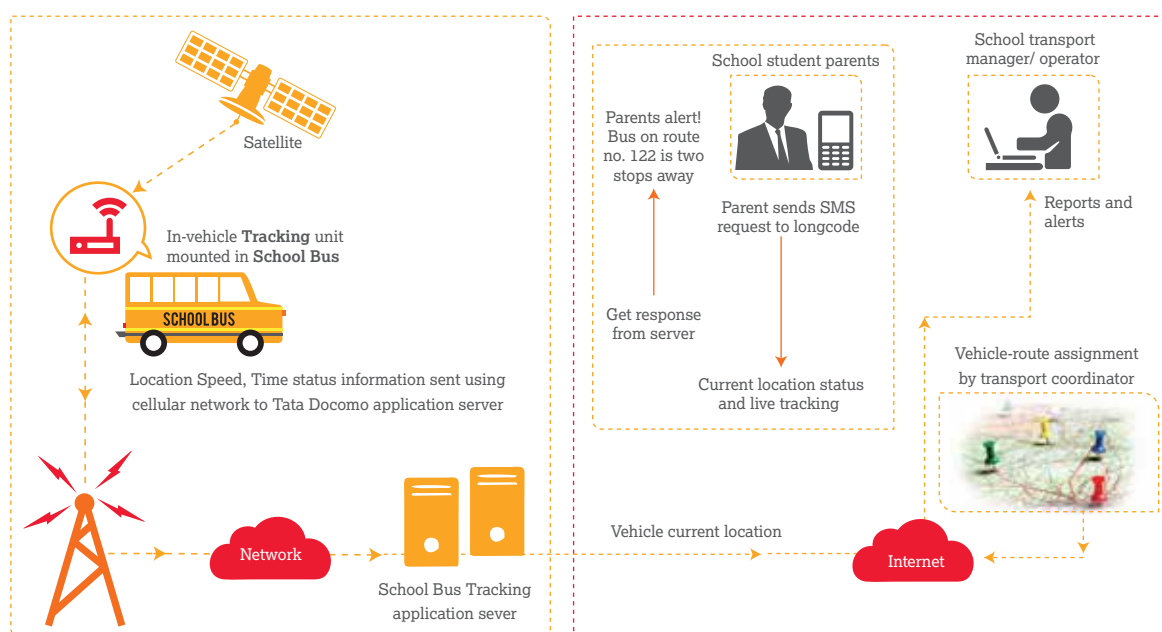 Satellite
In-vehicle Tracking unit
mounted in School Bus
SCHOOL BUS
Location Speed, Time status information sent using
cellular network to Tata Docomo application server
Network
School Bus Tracking
application sever
School student parents
Parents alert!
Bus on route
no. 122 is two
stops away
Parent sends SMS
request to longcode
Get response
from server
Current location status
and live tracking
School transport
manager/ operator
Reports and
alerts
Vehicle-route assignment
by transport coordinator
Vehicle current location
Internet